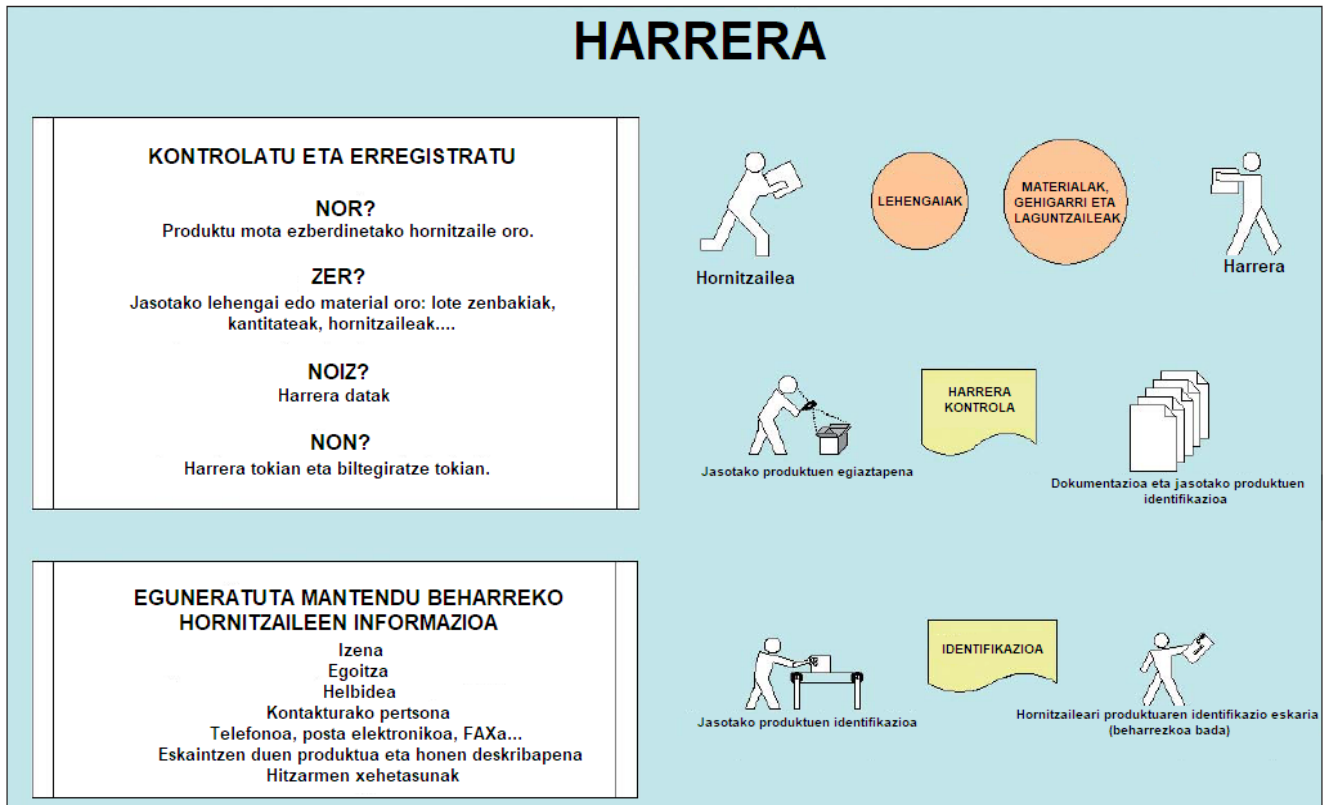 HARRERA
KONTROLATU ETA ERREGISTRATU
NOR?
Produktu mota ezberdinetako hornitzaile oro.
ZER?
Jasotako lehengai edo material oro: lote zenbakiak,
kantitateak, hornitzaileak....
NOIZ?
Harrera datak
NON?
Harrera tokian eta biltegiratze tokian.
Hornitzailea
LEHENGAIAK
MATERIALAK,
GEHIGARRI ETA
LAGUNTZAILEAK
Harrera
Jasotako produktuen egiaztapena
HARRERA
KONTROLA
Dokumentazioa eta jasotako produktuen
identifikazioa
EGUNERATUTA MANTENDU BEHARREKO
HORNITZAILEEN INFORMAZIOA
Izena
Egoitza
Helbidea
Kontakturako pertsona
Telefonoa, posta elektronikoa, FAXa...
Eskaintzen duen produktua eta honen deskribapena
Hitzarmen xehetasunak
Jasotako produktuen identifikazioa
IDENTIFIKAZIOA
Hornitzaileari produktuaren identifikazio eskaria
(beharrezkoa bada)